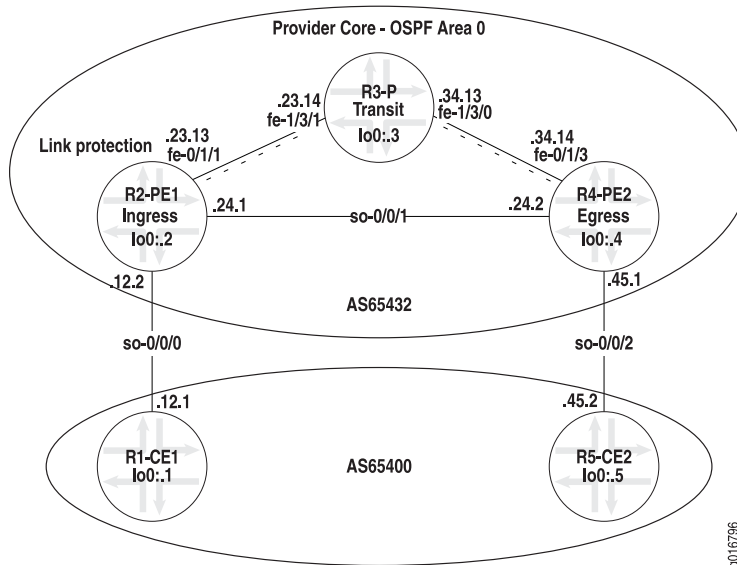 Provider Core - OSPF Area 0
R3-P
Transit
lo0:.3
.23.14
fe-1/3/1
.34.13
fe-1/3/0
.23.13
fe-0/1/1
.34.14
fe-0/1/3
Link protection
R2-PE1
Ingress
lo0:.2
.24.1
so-0/0/1
.24.2
R4-PE2
Egress
lo0:.4
.12.2
.45.1
AS65432
so-0/0/0
so-0/0/2
.12.1
.45.2
R1-CE1
lo0:.1
AS65400
R5-CE2
lo0:.5
g016796